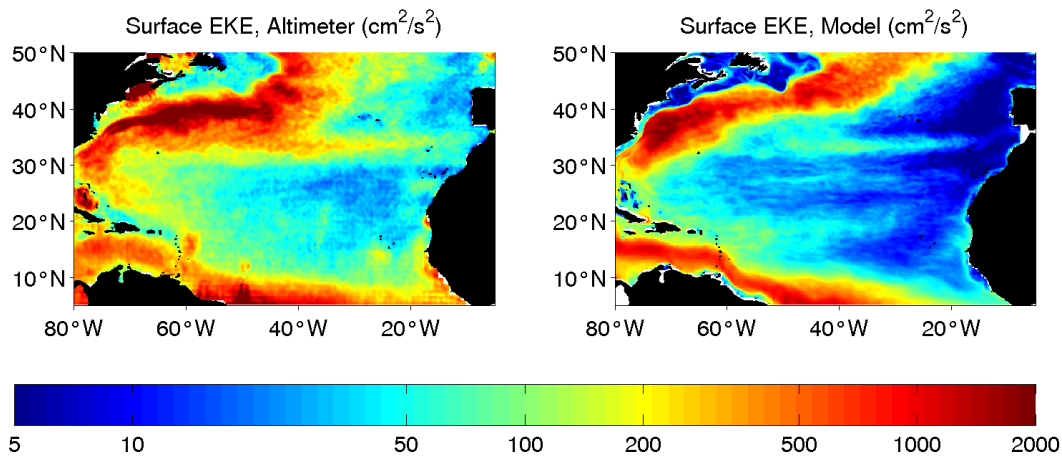 Surface EKE, Altimeter (cm²/s²)
Surface EKE, Model (cm²/s²)
50°N
40°N
30°N
20°N
10°N
80°W 60°W 40°W 20°W
50°N
40°N
30°N
20°N
10°N
80°W 60°W 40°W 20°W
5 10 50 100 200 500 1000 2000